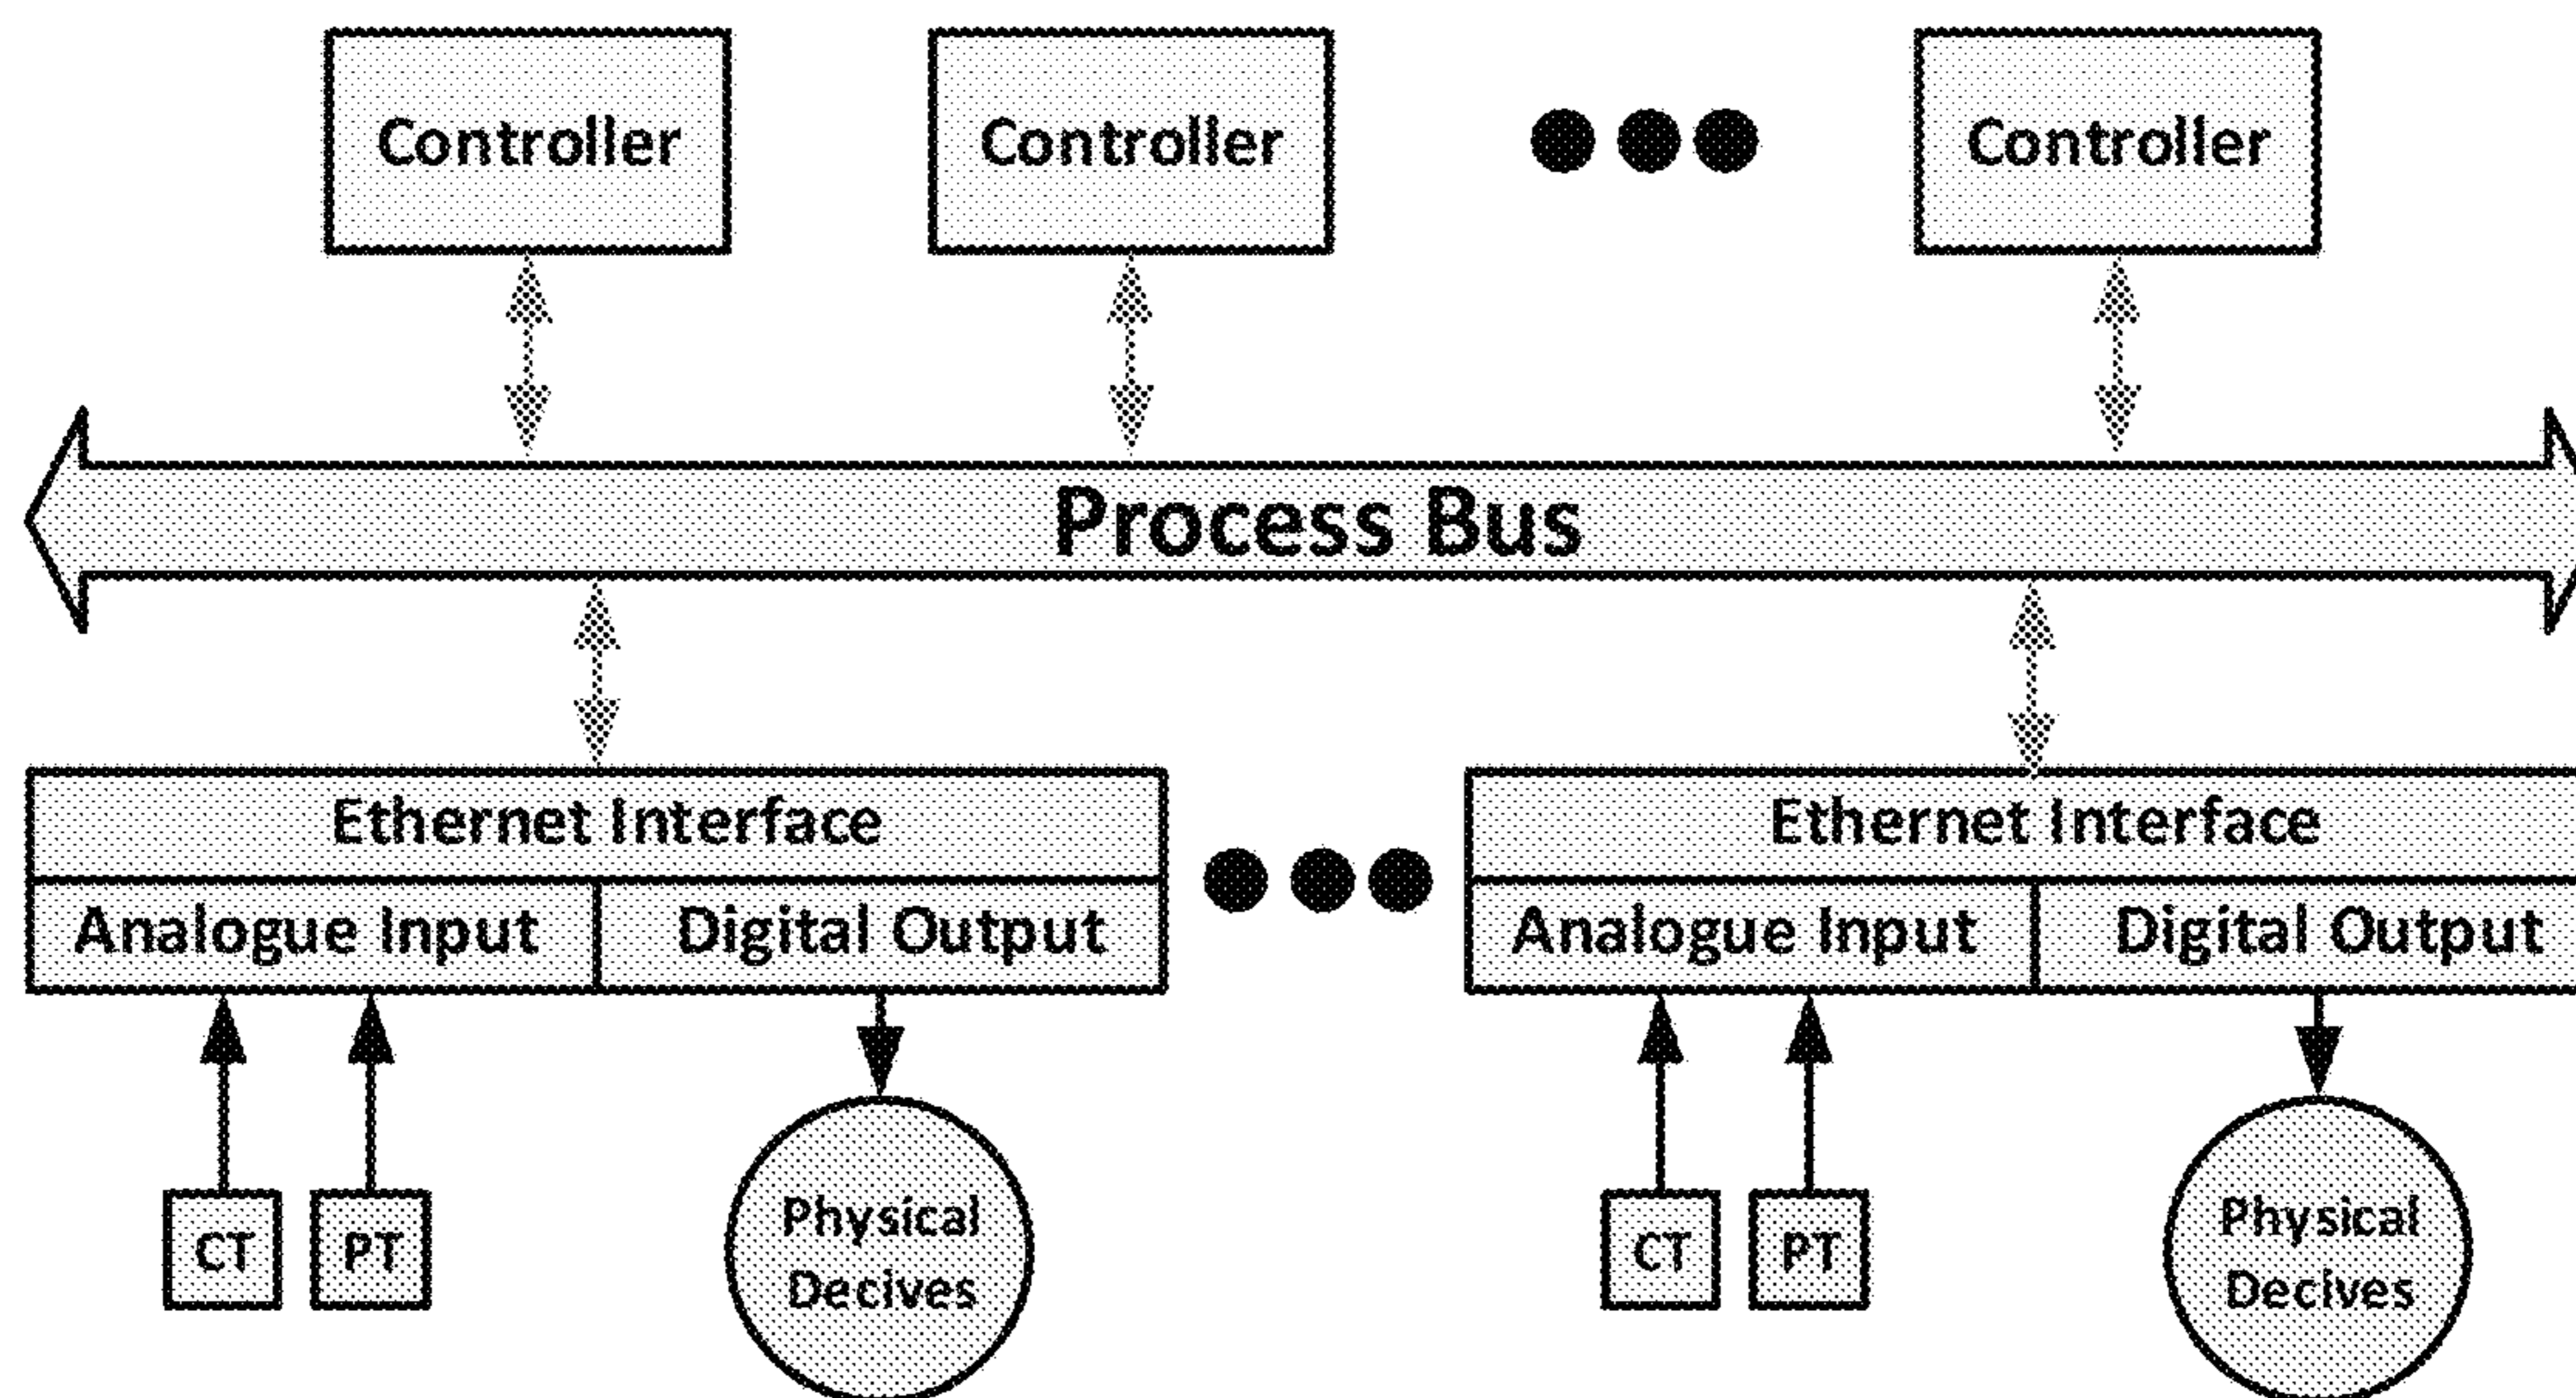 Controller
Controller
Controller
Process Bus
Ethernet Interface
Ethernet Interface
Analogue Input
Digital Output
Analogue Input
Digital Output
CT
PT
Physical
Decives
CT
PT
Physical
Decives